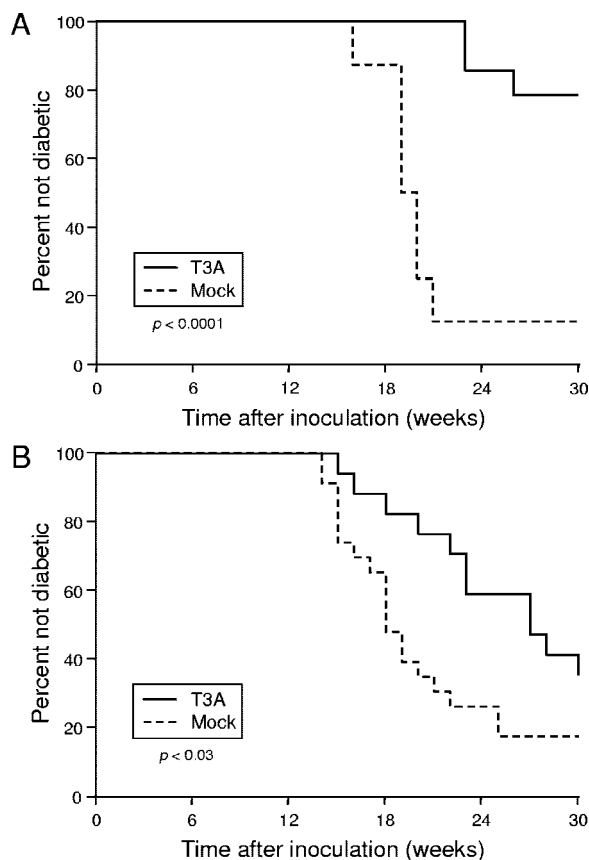 A
100
80
60
40
20
0
Percent not diabetic
T3A
Mock
p < 0.0001
0 6 12 18 24 30
Time after inoculation (weeks)
B
100
80
60
40
20
0
Percent not diabetic
T3A
Mock
p < 0.03
0 6 12 18 24 30
Time after inoculation (weeks)